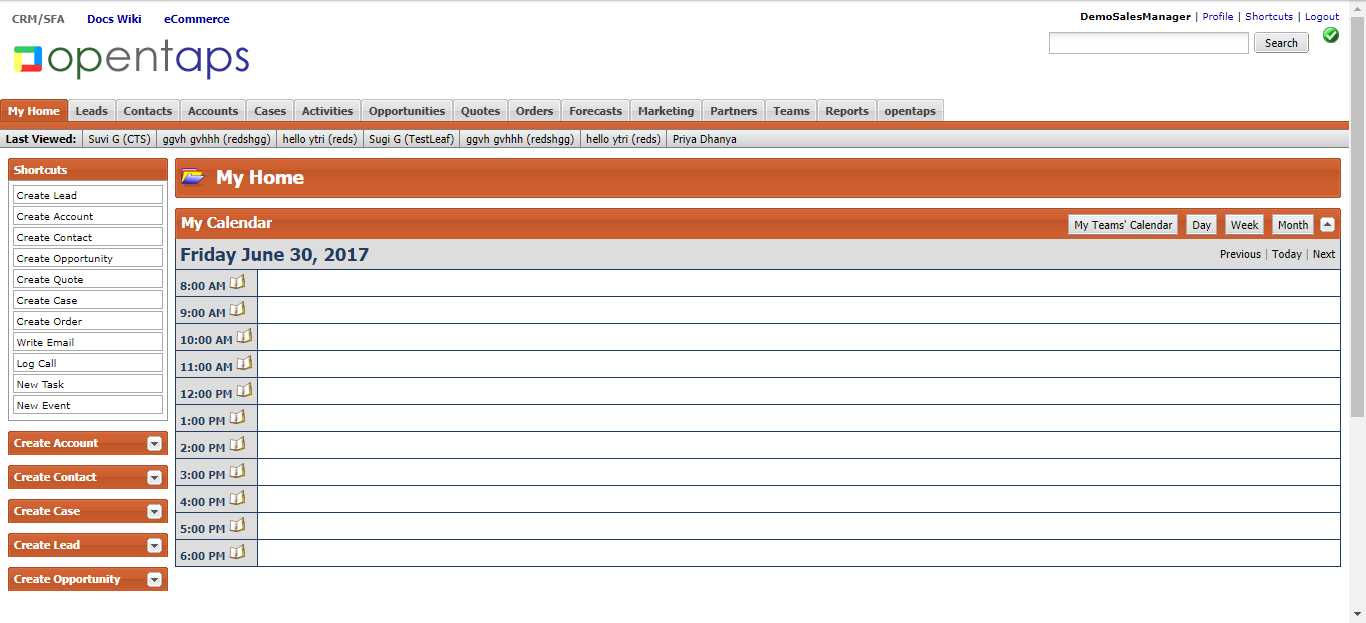 CRM/SFA Docs Wiki eCommerce
DemoSalesManager | Profile | Shortcuts | Logout
opentaps
Search
My Home Leads Contacts Accounts Cases Activities Opportunities Quotes Orders Forecasts Marketing Partners Teams Reports opentaps
Last Viewed: Suvi G (CTS) ggvh gvhhh (redshgg) hello ytri (reds) Sugi G (TestLeaf) ggvh gvhhh (redshgg) hello ytri (reds) Priya Dhanya
Shortcuts
Create Lead
Create Account
Create Contact
Create Opportunity
Create Quote
Create Case
Create Order
Write Email
Log Call
New Task
New Event
Create Account
Create Contact
Create Case
Create Lead
Create Opportunity
My Home
My Calendar
My Teams' Calendar Day Week Month
Friday June 30, 2017
Previous | Today | Next
8:00 AM
9:00 AM
10:00 AM
11:00 AM
12:00 PM
1:00 PM
2:00 PM
3:00 PM
4:00 PM
5:00 PM
6:00 PM